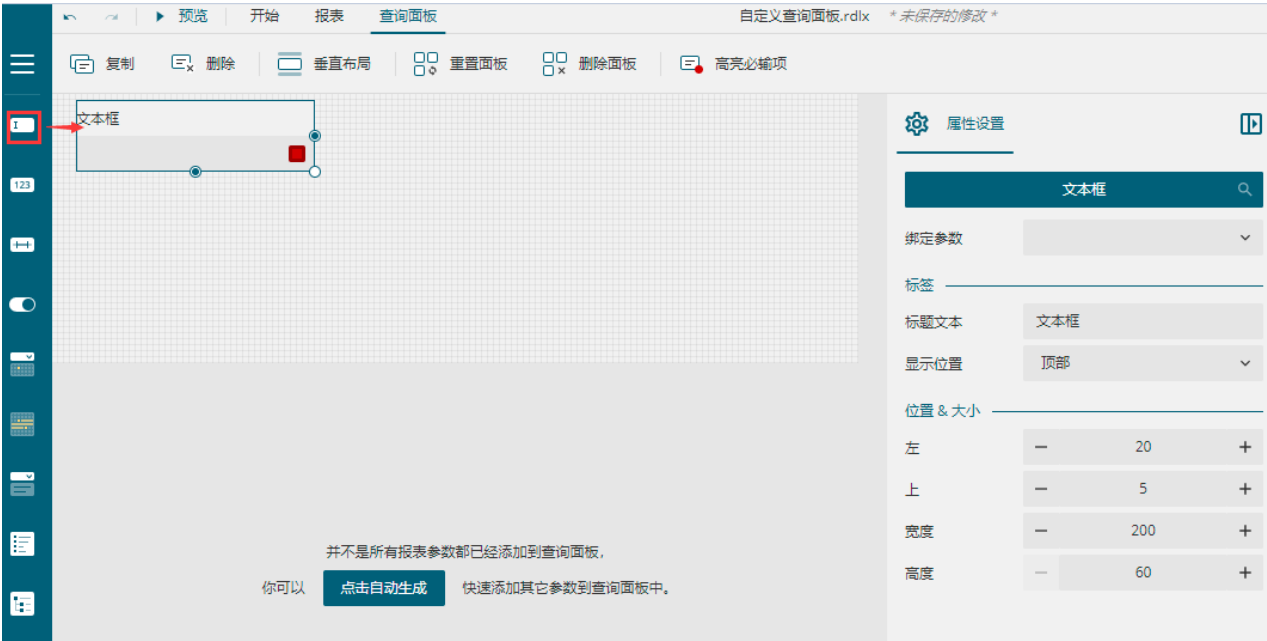 预览 开始 报表 查询面板 自定义查询面板.rdlx *未保存的修改*
复制 删除 垂直布局 重置面板 删除面板 高亮必输项
文本框
属性设置
I
123
文本框
绑定参数
标签
标题文本 文本框
显示位置 顶部
位置 & 大小
左 − 20 +
上 − 5 +
宽度 − 200 +
高度 − 60 +
并不是所有报表参数都已经添加到查询面板,
你可以 点击自动生成 快速添加其它参数到查询面板中。